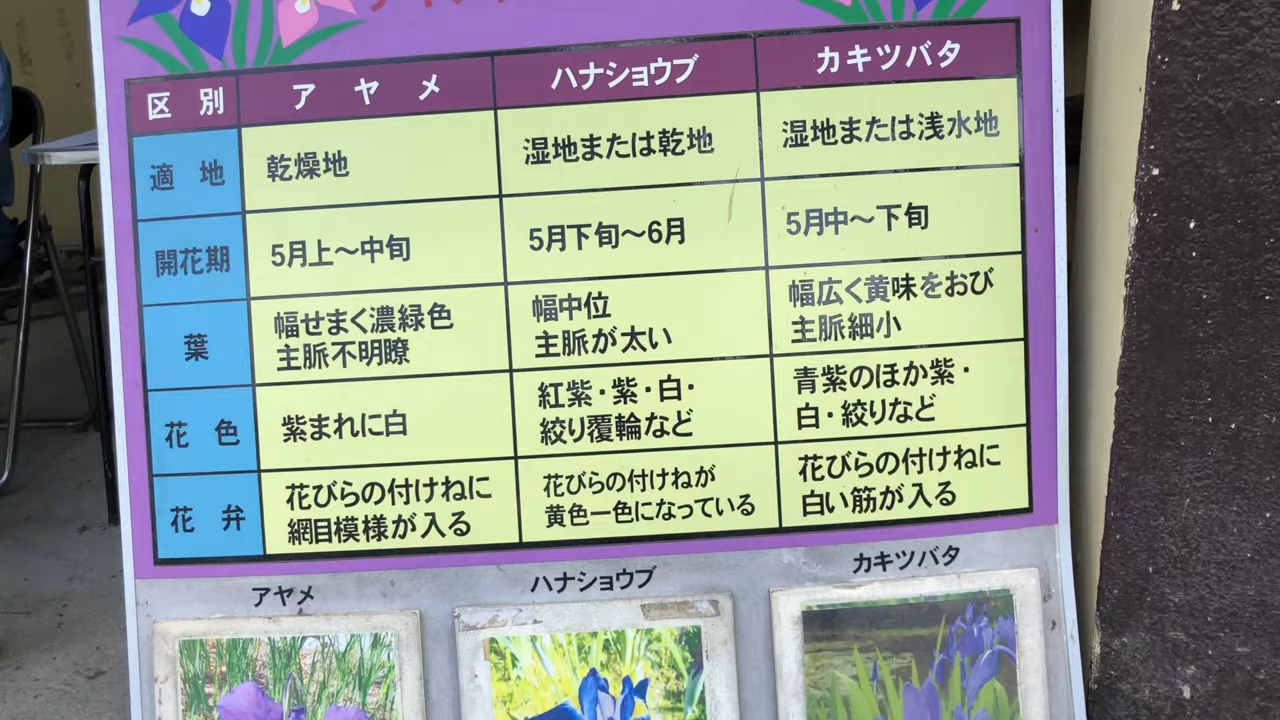 区別 アヤメ ハナショウブ カキツバタ
適地 乾燥地 湿地または乾地 湿地または浅水地
開花期 5月上～中旬 5月下旬～6月 5月中～下旬
葉 幅せまく濃緑色 幅中位 幅広く黄味をおび
主脈不明瞭 主脈が太い 主脈細小
花色 紫まれに白 紅紫・紫・白・ 青紫のほか紫・
絞り覆輪など 白・絞りなど
花弁 花びらの付けねに 花びらの付けねが 花びらの付けねに
網目模様が入る 黄色一色になっている 白い筋が入る
アヤメ ハナショウブ カキツバタ